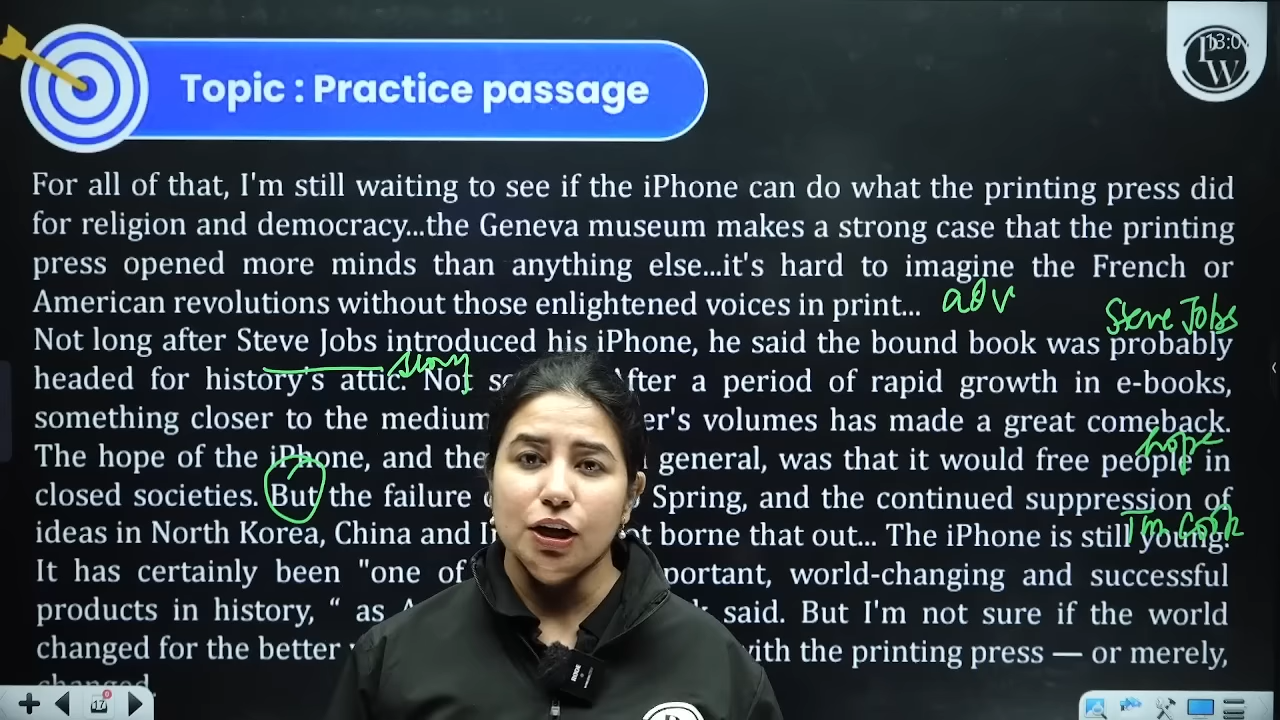 13:0
Topic : Practice passage
For all of that, I'm still waiting to see if the iPhone can do what the printing press did
for religion and democracy...the Geneva museum makes a strong case that the printing
press opened more minds than anything else...it's hard to imagine the French or
American revolutions without those enlightened voices in print... adv
Steve Jobs
Not long after Steve Jobs introduced his iPhone, he said the bound book was probably
headed for history's attic. Not After a period of rapid growth in e-books,
something closer to the medium volumes has made a great comeback.
hope
The hope of the iPhone, and the general, was that it would free people in
closed societies. But the failure Spring, and the continued suppression of
Tim Cook
ideas in North Korea, China and borne that out... The iPhone is still young.
It has certainly been "one of world-changing and successful
products in history, “ as said. But I'm not sure if the world
changed for the better with the printing press — or merely,
changed.
17